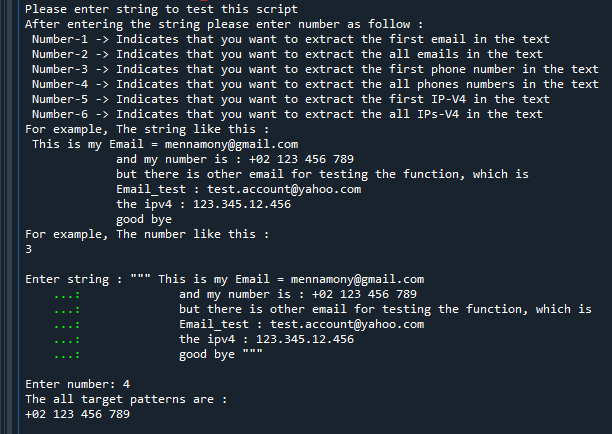 Please enter string to test this script
After entering the string please enter number as follow :
Number-1 -> Indicates that you want to extract the first email in the text
Number-2 -> Indicates that you want to extract the all emails in the text
Number-3 -> Indicates that you want to extract the first phone number in the text
Number-4 -> Indicates that you want to extract the all phones numbers in the text
Number-5 -> Indicates that you want to extract the first IP-V4 in the text
Number-6 -> Indicates that you want to extract the all IPs-V4 in the text
For example, The string like this :
This is my Email = mennamony@gmail.com
and my number is : +02 123 456 789
but there is other email for testing the function, which is
Email_test : test.account@yahoo.com
the ipv4 : 123.345.12.456
good bye
For example, The number like this :
3
Enter string : """ This is my Email = mennamony@gmail.com
...: and my number is : +02 123 456 789
...: but there is other email for testing the function, which is
...: Email_test : test.account@yahoo.com
...: the ipv4 : 123.345.12.456
...: good bye """
Enter number: 4
The all target patterns are :
+02 123 456 789